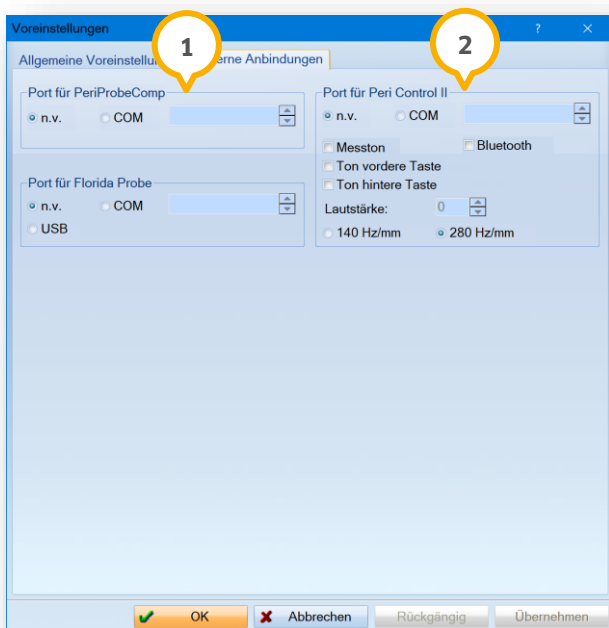 Voreinstellungen ? ×
1
2
Allgemeine Voreinstellu erne Anbindungen
Port für PeriProbeComp
n.v. COM
Port für Florida Probe
n.v. COM
USB
Port für Peri Control II
n.v. COM
Messton Bluetooth
Ton vordere Taste
Ton hintere Taste
Lautstärke: 0
140 Hz/mm 280 Hz/mm
OK Abbrechen Rückgängig Übernehmen